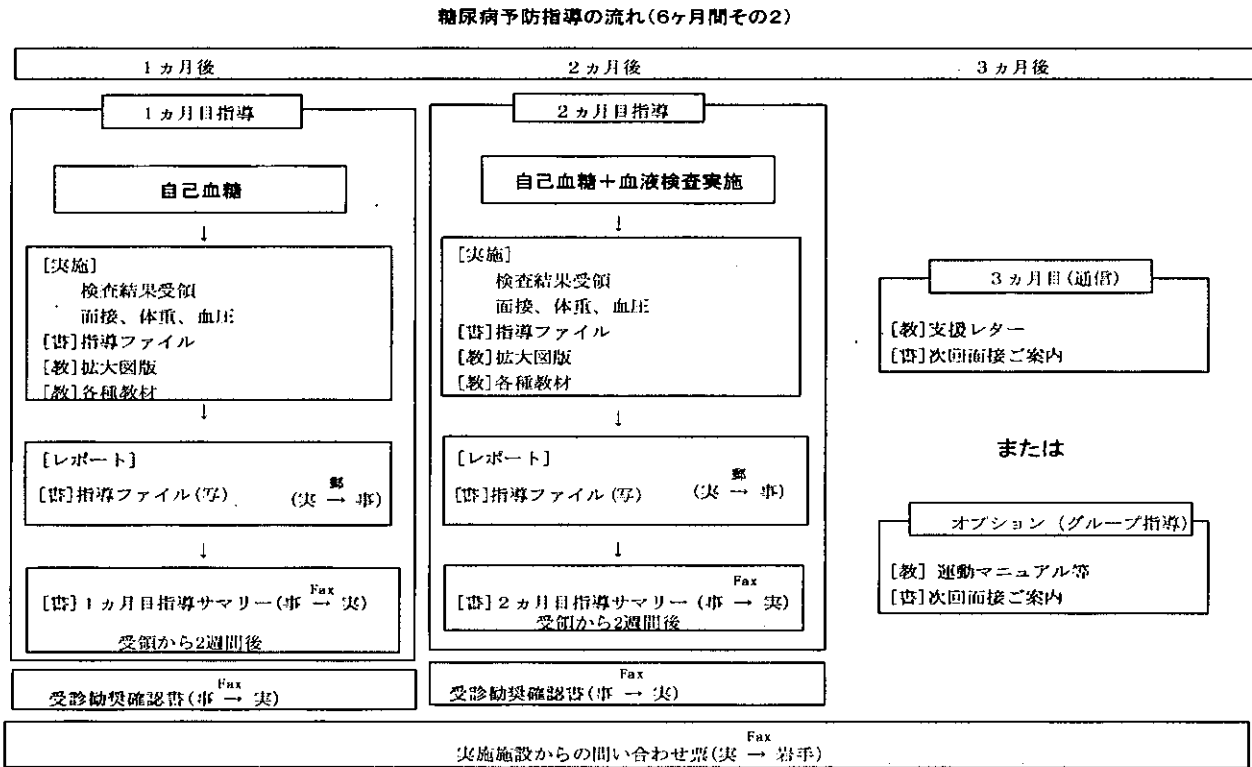 糖尿病予防指導の流れ(6ヶ月間その2)
1ヵ月後
2ヵ月後
3ヵ月後
1ヵ月目指導
自己血糖
↓
[実施]
検査結果受領
面接、体重、血圧
[書]指導ファイル
[教]拡大図版
[教]各種教材
↓
[レポート]
郵
[書]指導ファイル(写) (実 → 事)
↓
Fax
[書]1ヵ月目指導サマリー(事 → 実)
受領から2週間後
Fax
受診勧奨確認書(事 → 実)
2ヵ月目指導
自己血糖+血液検査実施
↓
[実施]
検査結果受領
面接、体重、血圧
[書]指導ファイル
[教]拡大図版
[教]各種教材
↓
[レポート]
郵
[書]指導ファイル(写) (実 → 事)
↓
Fax
[書]2ヵ月目指導サマリー(事 → 実)
受領から2週間後
Fax
受診勧奨確認書(事 → 実)
3ヵ月目(通信)
[教]支援レター
[書]次回面接ご案内
または
オプション(グループ指導)
[教] 運動マニュアル等
[書]次回面接ご案内
Fax
実施施設からの問い合わせ票(実 → 岩手)